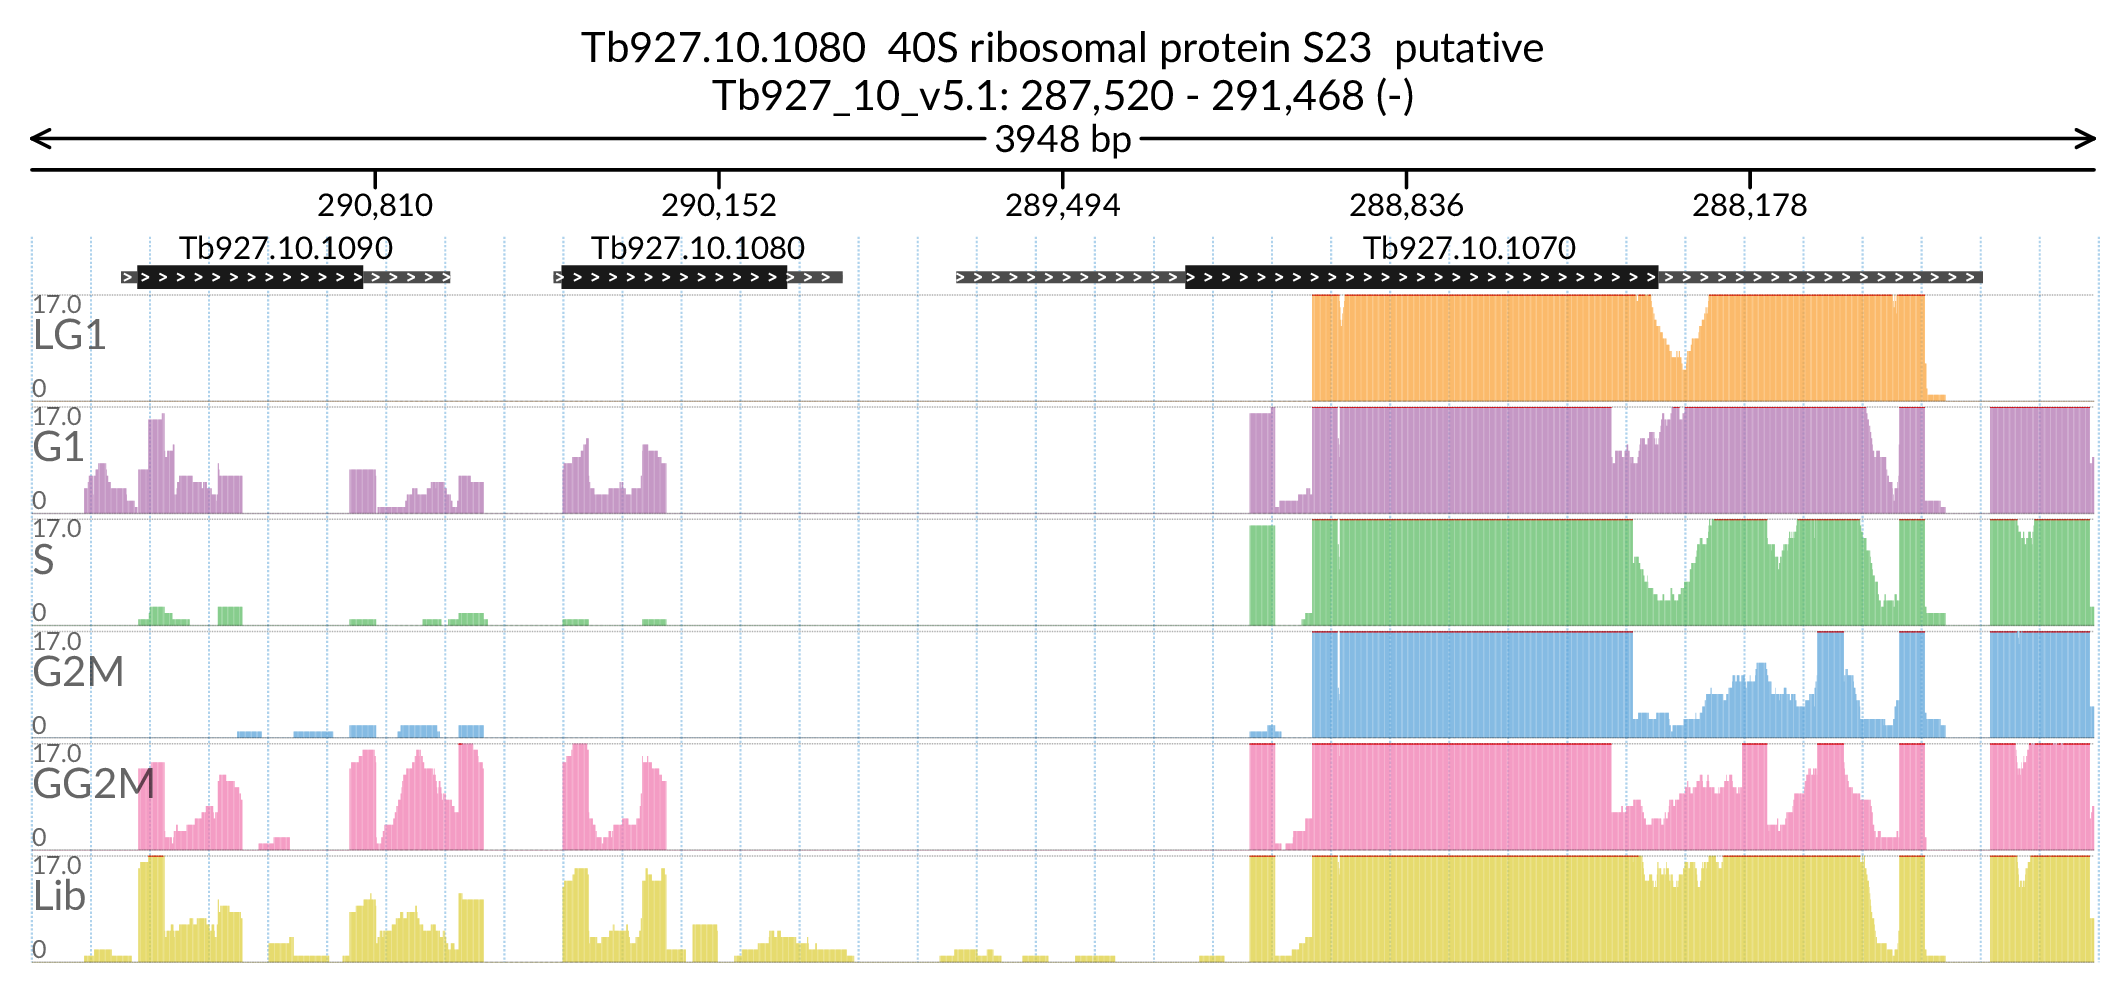 Tb927.10.1080  40S ribosomal protein S23  putative
Tb927_10_v5.1: 287,520 - 291,468 (-)
3948 bp
290,810 290,152 289,494 288,836 288,178
Tb927.10.1090 Tb927.10.1080 Tb927.10.1070
17.0
LG1
0
17.0
G1
0
17.0
S
0
17.0
G2M
0
17.0
GG2M
0
17.0
Lib
0